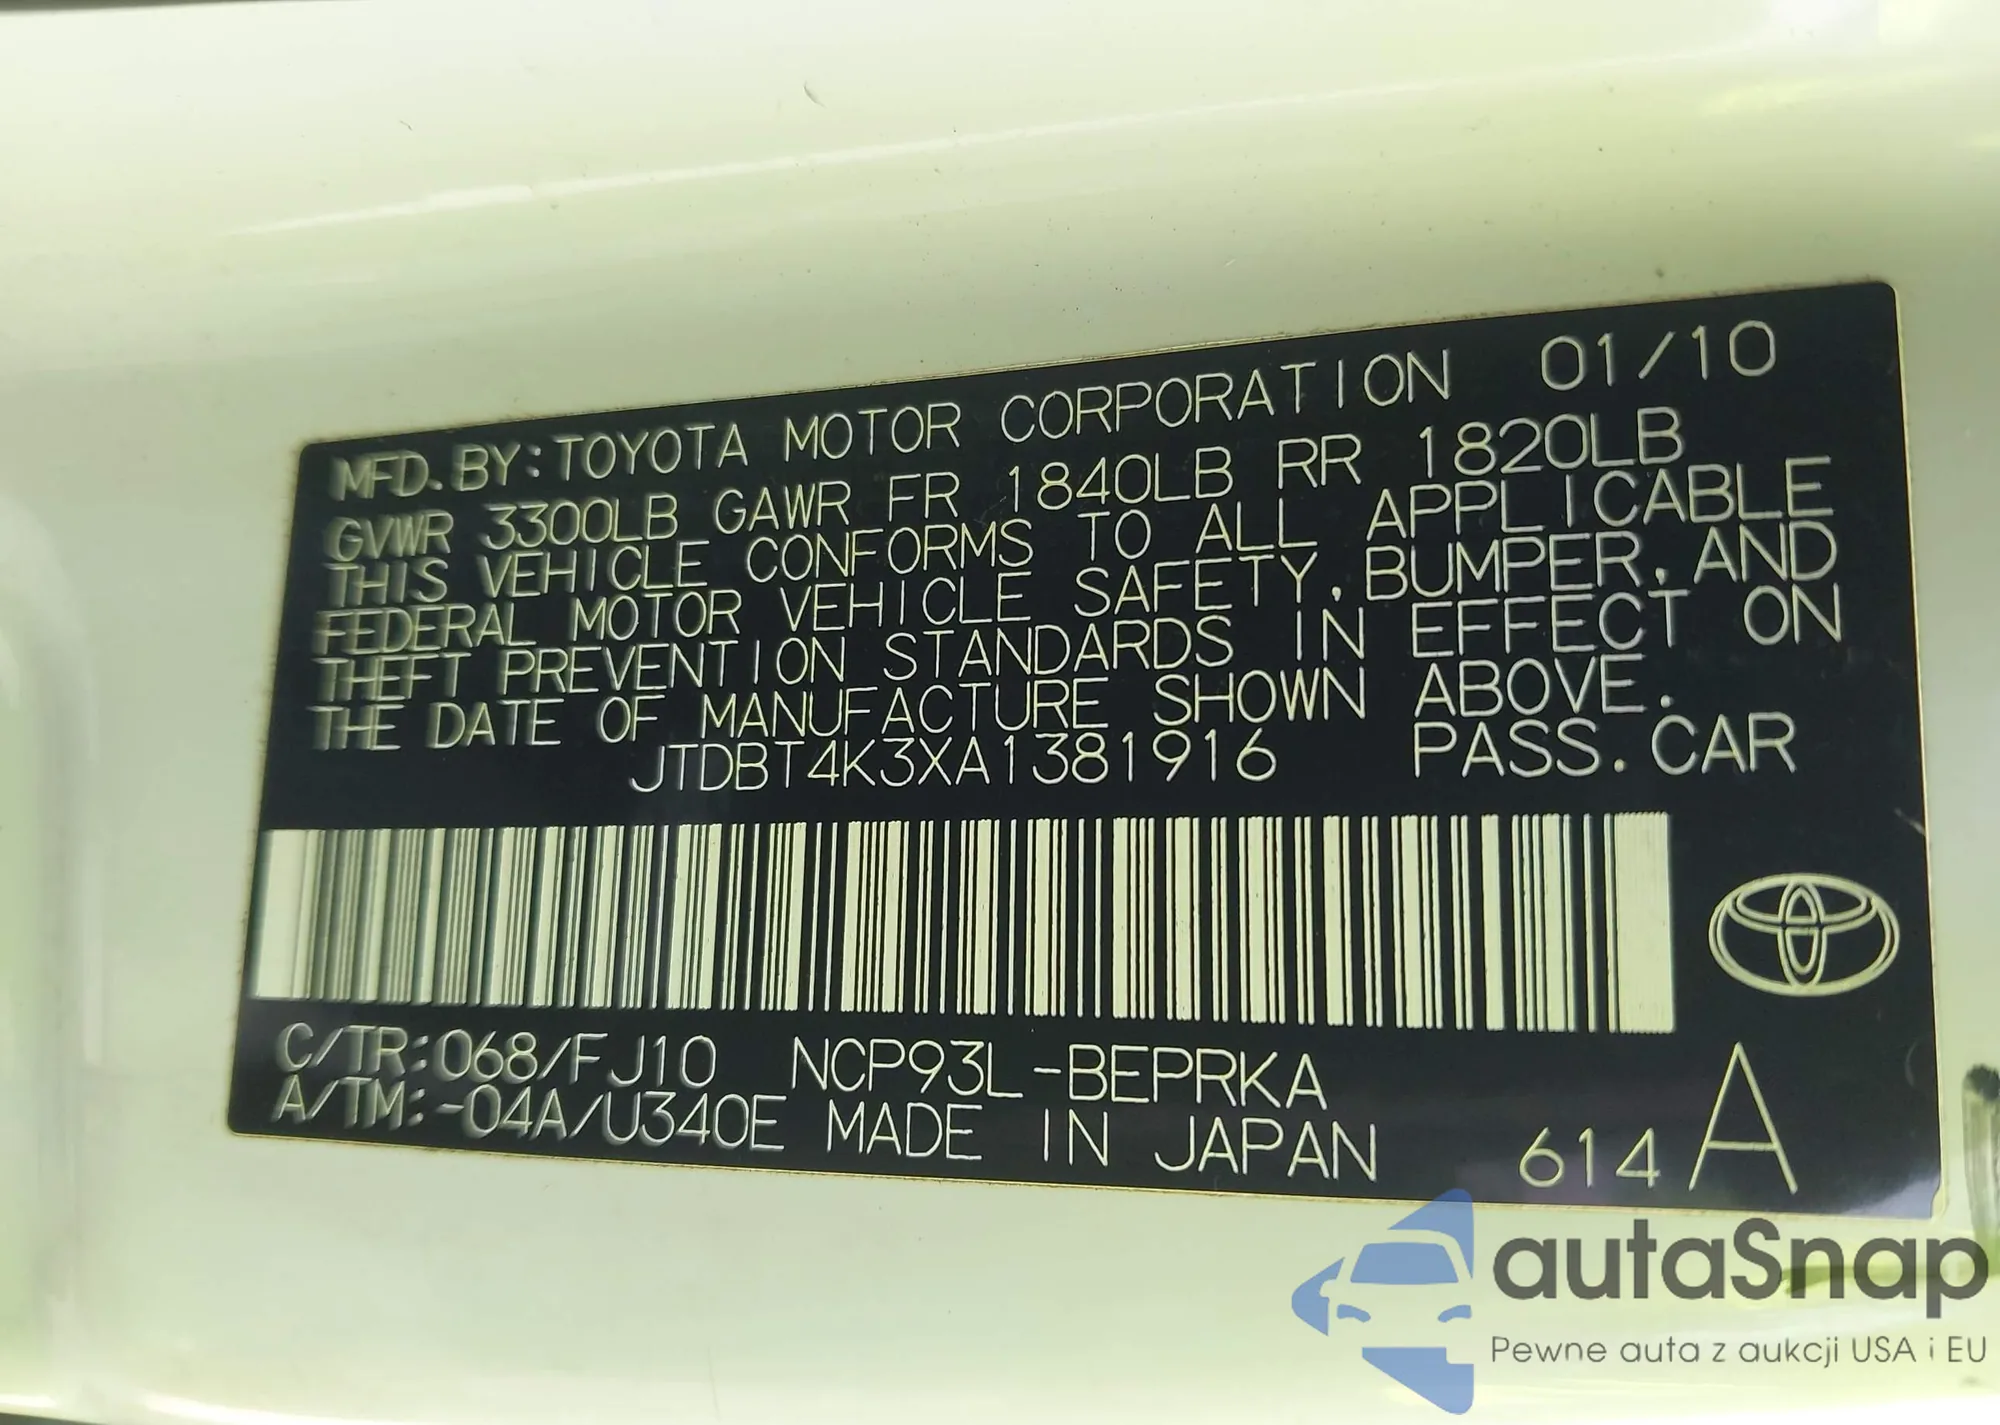 MFD. BY: TOYOTA MOTOR CORPORATION 01/10
GVWR 3300LB GAWR FR 1840LB RR 1820LB
THIS VEHICLE CONFORMS TO ALL APPLICABLE
FEDERAL MOTOR VEHICLE SAFETY, BUMPER, AND
THEFT PREVENTION STANDARDS IN EFFECT ON
THE DATE OF MANUFACTURE SHOWN ABOVE.
JTDBT4K3XA1381916 PASS. CAR
C/TR: 068/FJ10 NCP93L-BEPRKA
A/TM: -04A/U340E MADE IN JAPAN 614 A
autaSnap
Pewne auta z aukcji USA i EU